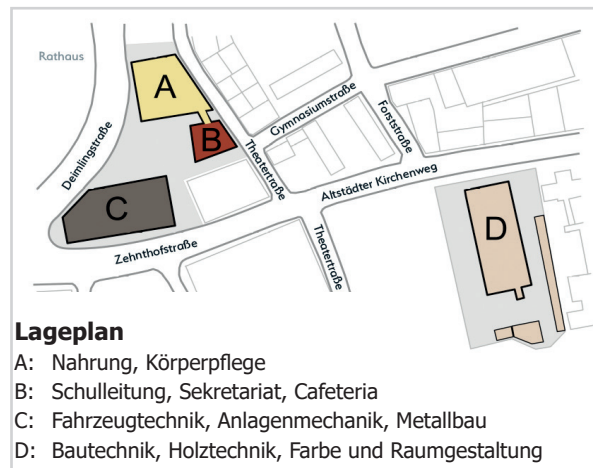 Rathaus
A
B
C
D
Deimlingstraße
Theaterstraße
Gymnasiumstraße
Forststraße
Altstädter Kirchenweg
Zehnthofstraße
Theaterstraße
Lageplan
A: Nahrung, Körperpflege
B: Schulleitung, Sekretariat, Cafeteria
C: Fahrzeugtechnik, Anlagenmechanik, Metallbau
D: Bautechnik, Holztechnik, Farbe und Raumgestaltung